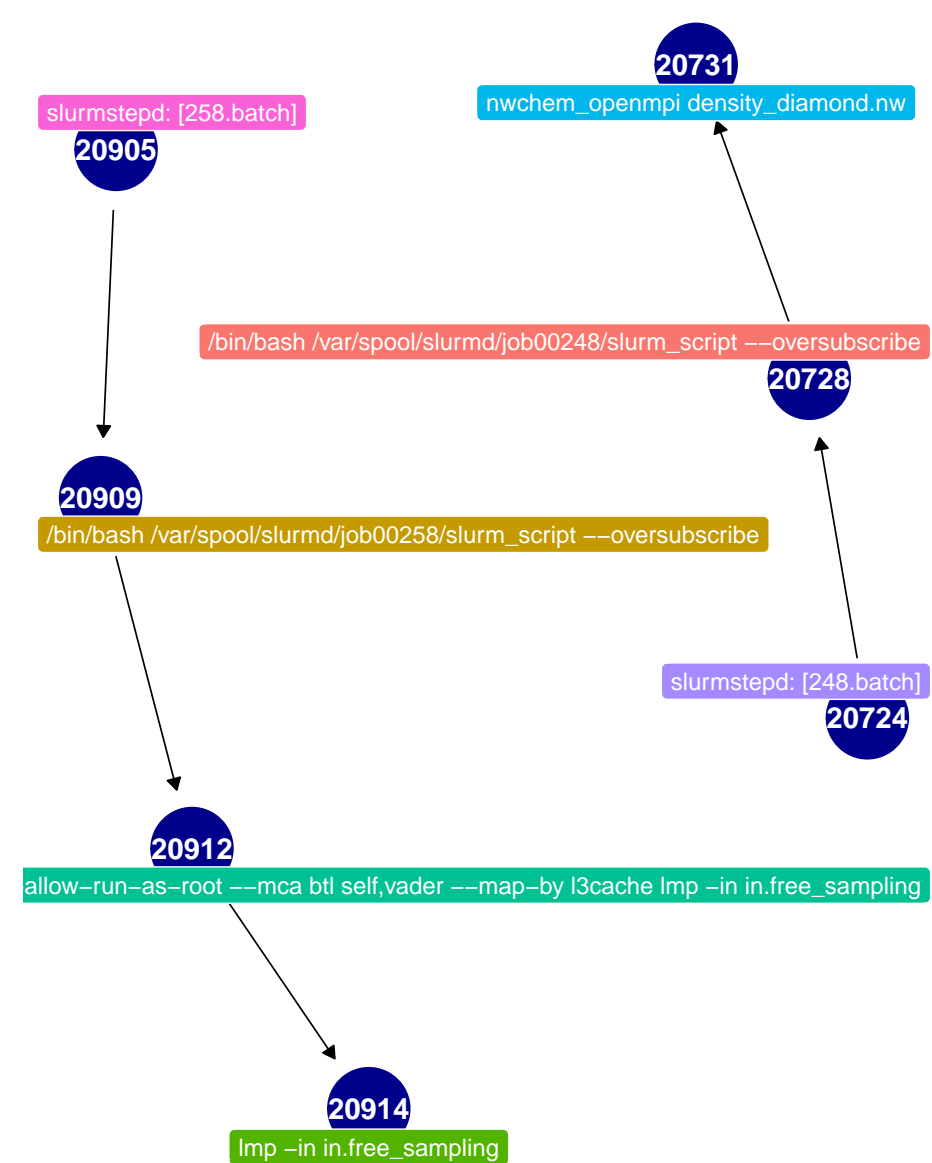 20731
nwchem_openmpi density_diamond.nw
slurmstepd: [258.batch]
20905
/bin/bash /var/spool/slurmd/job00248/slurm_script −−oversubscribe
20728
20909
/bin/bash /var/spool/slurmd/job00258/slurm_script −−oversubscribe
slurmstepd: [248.batch]
20724
20912
allow−run−as−root −−mca btl self,vader −−map−by l3cache lmp −in in.free_sampling
20914
lmp −in in.free_sampling